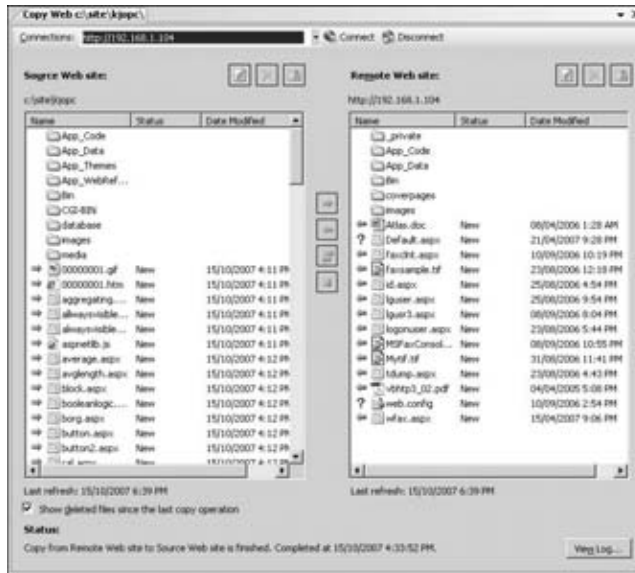 Copy Web c:\site\kjopc\
Connections: http://192.168.1.104 Connect Disconnect
Source Web site:
c:\site\kjopc
Name Status Date Modified
App_Code
App_Data
App_Themes
App_WebRef...
Bin
CGI-BIN
database
images
media
00000001.gif New 15/10/2007 4:11 PM
00000001.htm New 15/10/2007 4:11 PM
aggregating.... New 15/10/2007 4:11 PM
allwaysvisible... New 15/10/2007 4:11 PM
alwaysvisible... New 15/10/2007 4:11 PM
aspnetlib.js New 15/10/2007 4:11 PM
average.aspx New 15/10/2007 4:12 PM
avglength.aspx New 15/10/2007 4:12 PM
block.aspx New 15/10/2007 4:12 PM
booleanlogic.... New 15/10/2007 4:12 PM
borg.aspx New 15/10/2007 4:12 PM
button.aspx New 15/10/2007 4:12 PM
button2.aspx New 15/10/2007 4:12 PM
Last refresh: 15/10/2007 6:39 PM
Show deleted files since the last copy operation
Remote Web site:
http://192.168.1.104
Name Status Date Modified
_private
App_Code
App_Data
Bin
coverpages
images
Atlas.doc New 08/04/2006 1:28 AM
? Default.aspx New 21/04/2007 9:28 PM
faxdnt.aspx New 10/09/2006 10:19 PM
faxsample.tif New 23/08/2006 12:18 PM
id.aspx New 25/08/2006 4:54 PM
lguser.aspx New 25/08/2006 9:54 PM
lguser3.aspx New 08/09/2006 8:04 PM
logonuser.aspx New 23/08/2006 5:44 PM
MSFaxConsol... New 08/09/2006 10:55 PM
Mytif.tif New 31/08/2006 11:41 PM
tdump.aspx New 23/08/2006 4:43 PM
vbhtp3_02.pdf New 04/04/2005 5:08 PM
? web.config New 10/09/2006 2:54 PM
wfax.aspx New 15/04/2007 9:06 PM
Last refresh: 15/10/2007 6:39 PM
Status:
Copy from Remote Web site to Source Web site is finished. Completed at 15/10/2007 4:33:52 PM.
View Log...